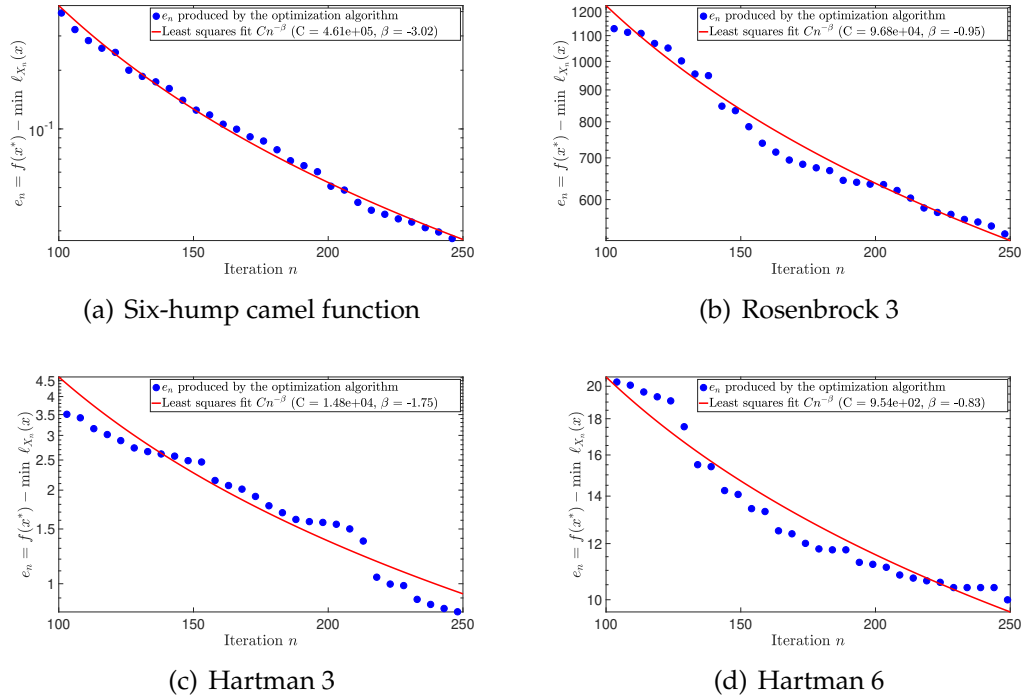 e_n produced by the optimization algorithm
Least squares fit Cn^{-β} (C = 4.61e+05, β = -3.02)
e_n = f(x^*) − min ℓ_{X_n}(x)
10^{-1}
100 150 200 250
Iteration n
(a) Six-hump camel function
e_n produced by the optimization algorithm
Least squares fit Cn^{-β} (C = 9.68e+04, β = -0.95)
e_n = f(x^*) − min ℓ_{X_n}(x)
1200
1100
1000
900
800
700
600
100 150 200 250
Iteration n
(b) Rosenbrock 3
e_n produced by the optimization algorithm
Least squares fit Cn^{-β} (C = 1.48e+04, β = -1.75)
e_n = f(x^*) − min ℓ_{X_n}(x)
4.5
3.5
3
2.5
2
1.5
1
100 150 200 250
Iteration n
(c) Hartman 3
e_n produced by the optimization algorithm
Least squares fit Cn^{-β} (C = 9.54e+02, β = -0.83)
e_n = f(x^*) − min ℓ_{X_n}(x)
20
18
16
14
12
10
100 150 200 250
Iteration n
(d) Hartman 6